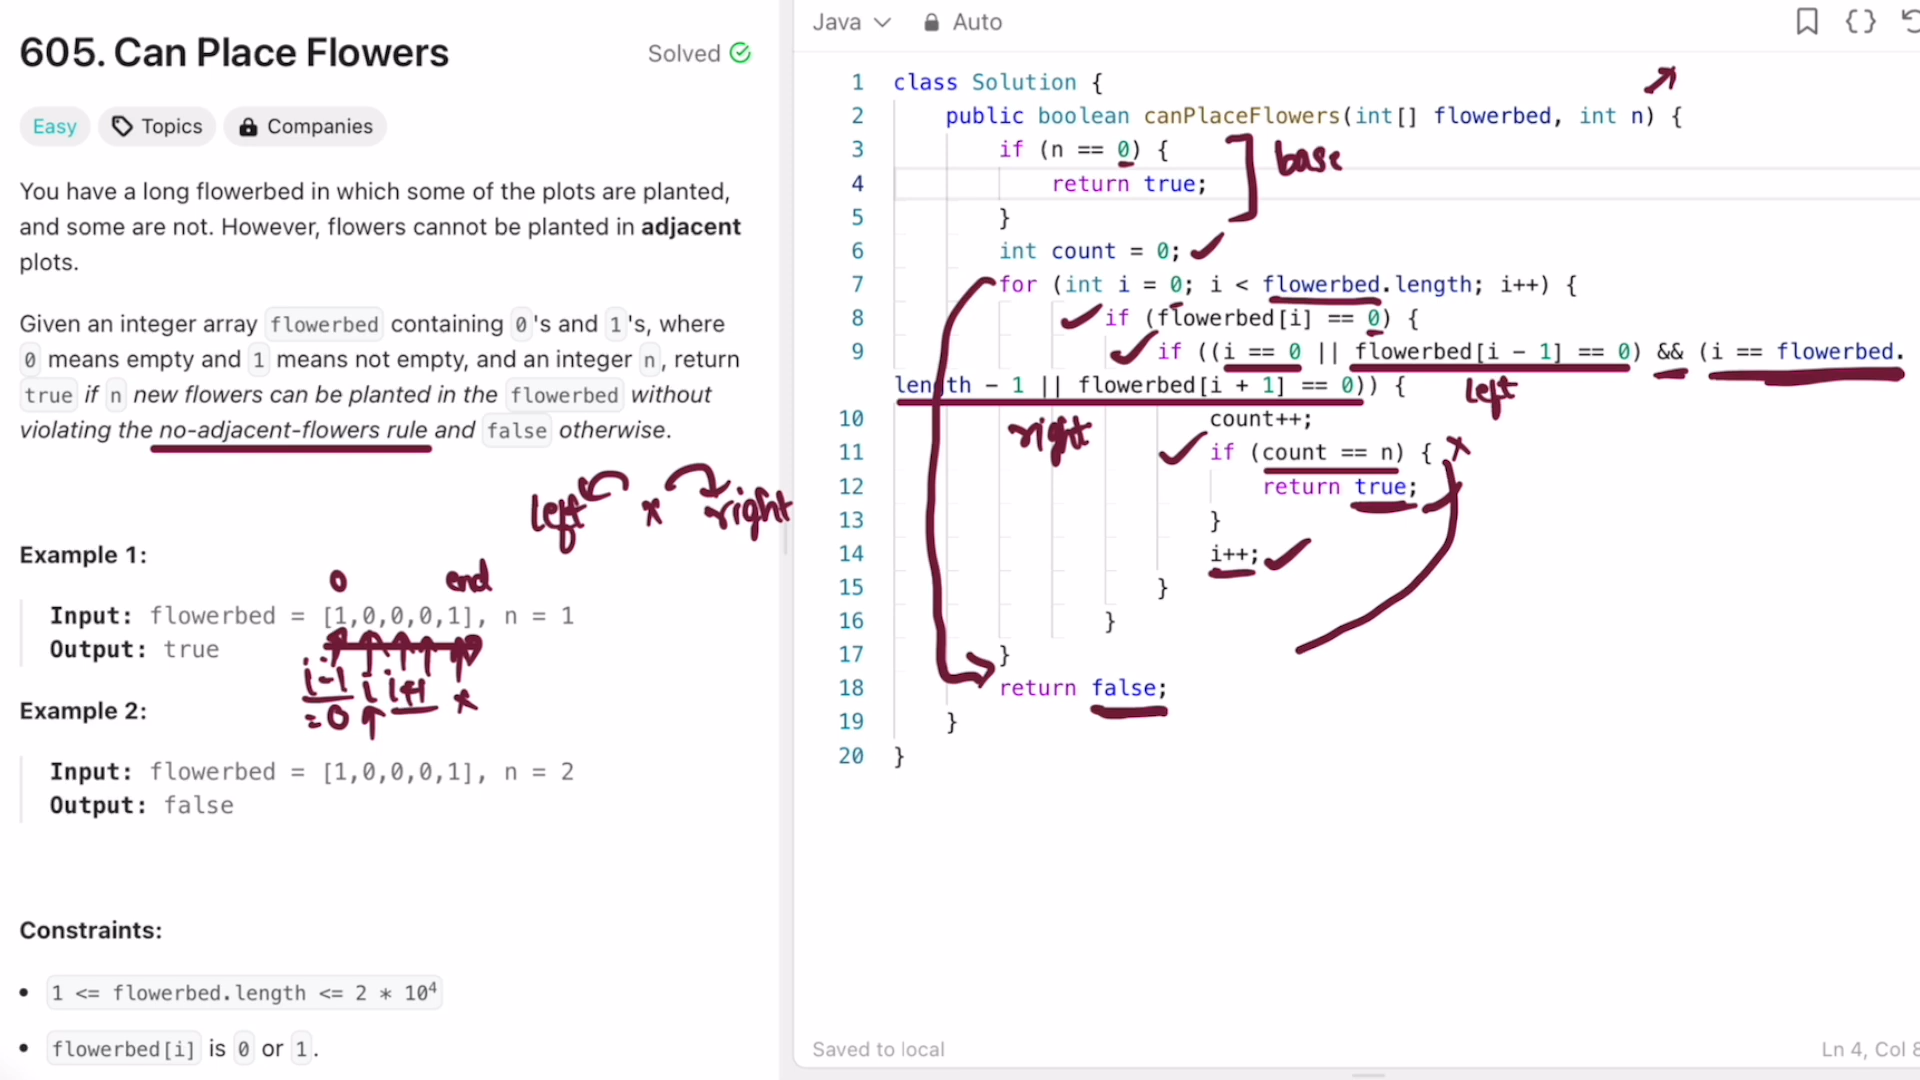 605. Can Place Flowers
Solved
Easy
Topics
Companies
You have a long flowerbed in which some of the plots are planted,
and some are not. However, flowers cannot be planted in adjacent
plots.
Given an integer array flowerbed containing 0's and 1's, where
0 means empty and 1 means not empty, and an integer n, return
true if n new flowers can be planted in the flowerbed without
violating the no-adjacent-flowers rule and false otherwise.
left x right
Example 1:
0 end
Input: flowerbed = [1,0,0,0,1], n = 1
Output: true
i-1 i i+1 x
=0
Example 2:
Input: flowerbed = [1,0,0,0,1], n = 2
Output: false
Constraints:
1 <= flowerbed.length <= 2 * 10⁴
flowerbed[i] is 0 or 1.
Java
Auto
1 class Solution {
2 public boolean canPlaceFlowers(int[] flowerbed, int n) {
3 if (n == 0) {
base
4 return true;
5 }
6 int count = 0;
7 for (int i = 0; i < flowerbed.length; i++) {
8 if (flowerbed[i] == 0) {
9 if ((i == 0 || flowerbed[i - 1] == 0) && (i == flowerbed.
length - 1 || flowerbed[i + 1] == 0)) {
left
10 count++;
right
11 if (count == n) { x
12 return true;
13 }
14 i++;
15 }
16 }
17 }
18 return false;
19 }
20 }
Saved to local
Ln 4, Col 8